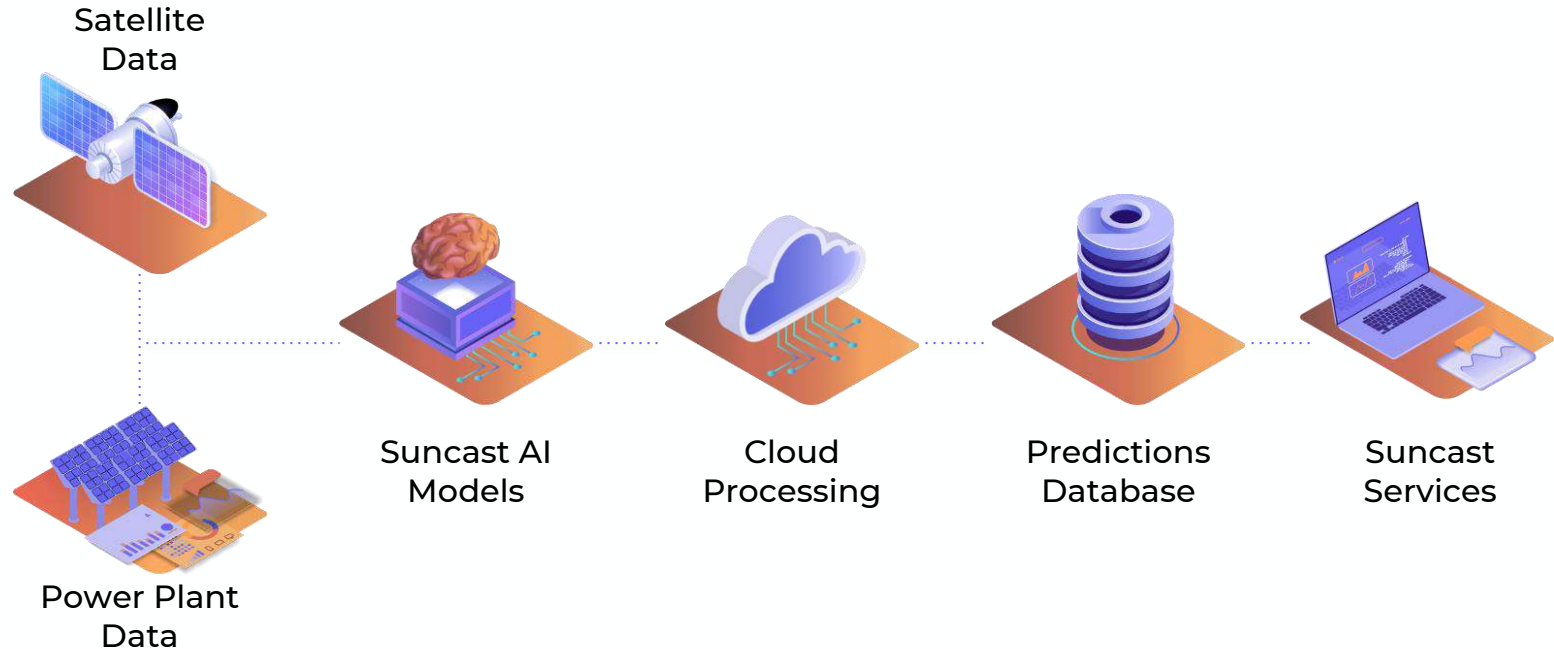 Satellite
Data
Suncast AI
Models
Cloud
Processing
Predictions
Database
Suncast
Services
Power Plant
Data